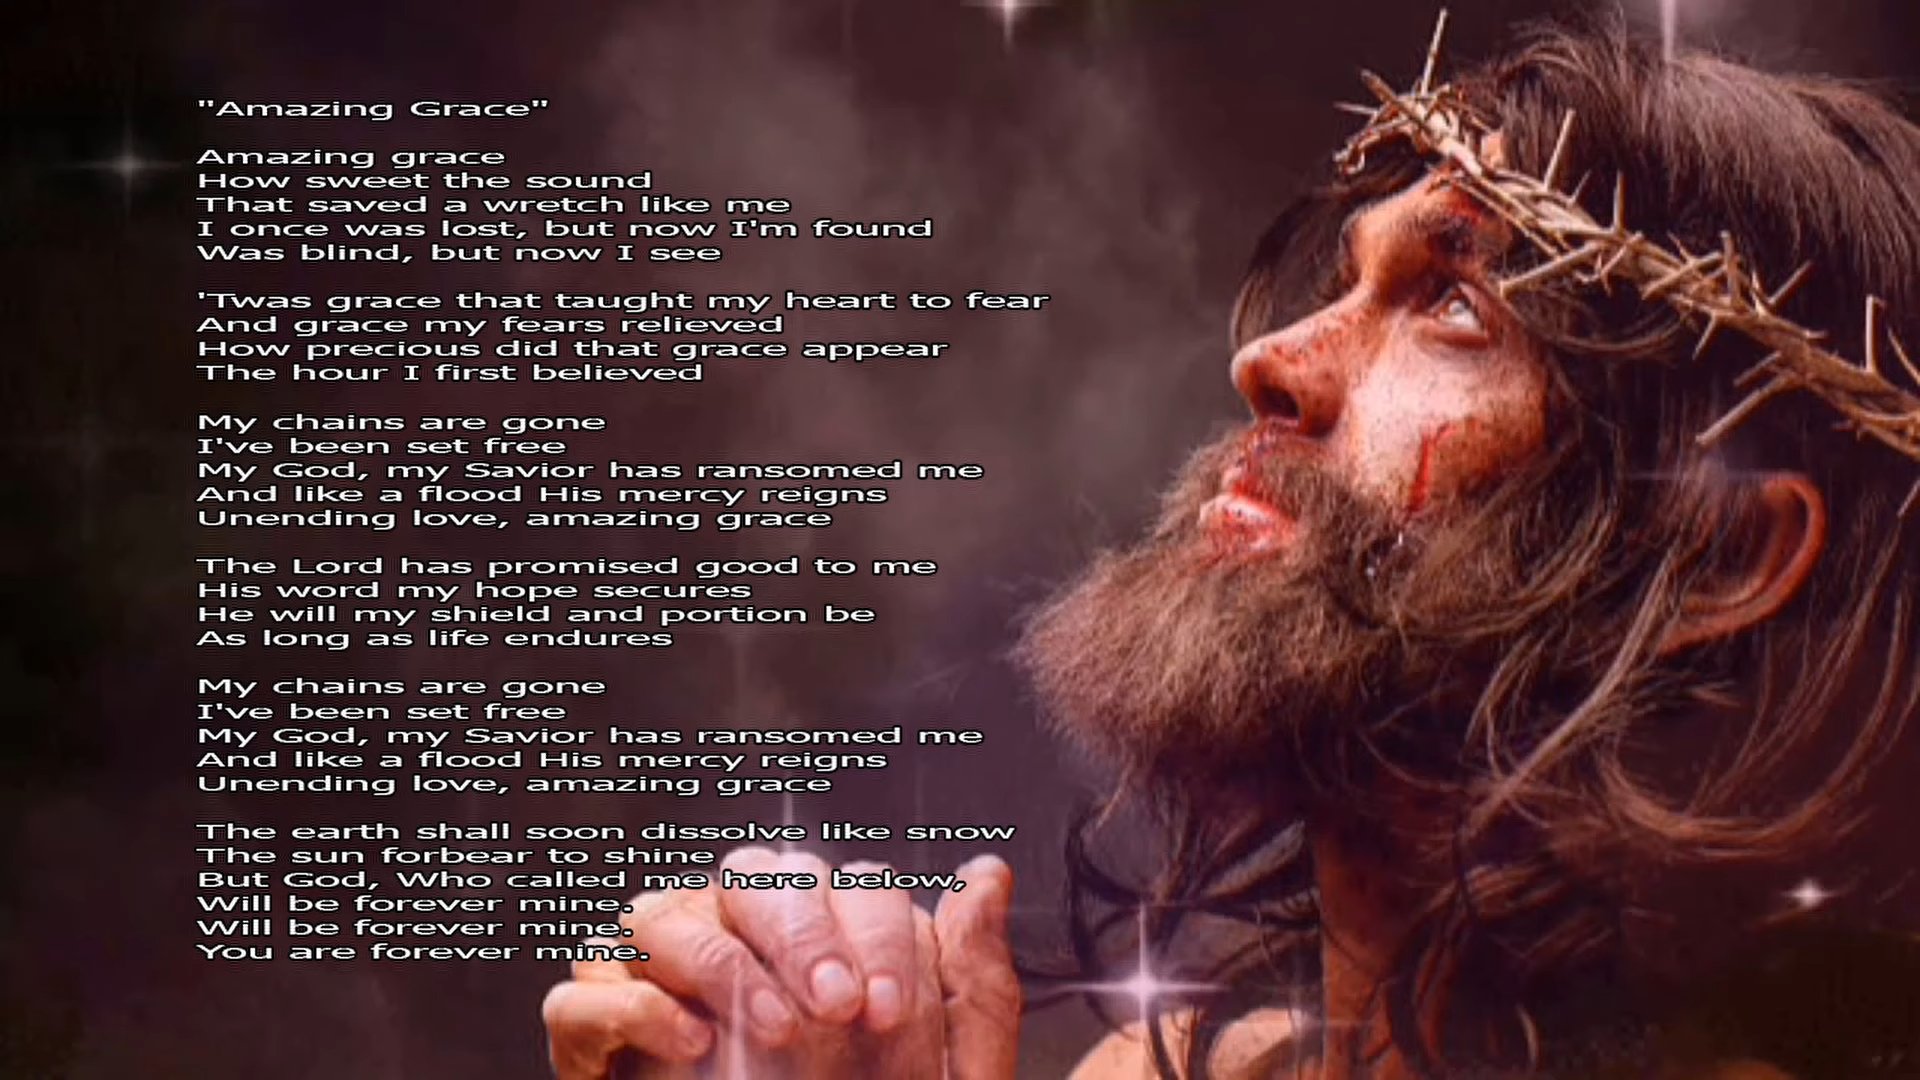 "Amazing Grace"
Amazing grace
How sweet the sound
That saved a wretch like me
I once was lost, but now I'm found
Was blind, but now I see
'Twas grace that taught my heart to fear
And grace my fears relieved
How precious did that grace appear
The hour I first believed
My chains are gone
I've been set free
My God, my Savior has ransomed me
And like a flood His mercy reigns
Unending love, amazing grace
The Lord has promised good to me
His word my hope secures
He will my shield and portion be
As long as life endures
My chains are gone
I've been set free
My God, my Savior has ransomed me
And like a flood His mercy reigns
Unending love, amazing grace
The earth shall soon dissolve like snow
The sun forbear to shine
But God, Who called me here below,
Will be forever mine.
Will be forever mine.
You are forever mine.